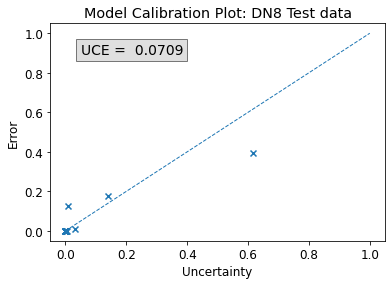 Model Calibration Plot: DN8 Test data
UCE =  0.0709
Error
1.0
0.8
0.6
0.4
0.2
0.0
0.0 0.2 0.4 0.6 0.8 1.0
Uncertainty